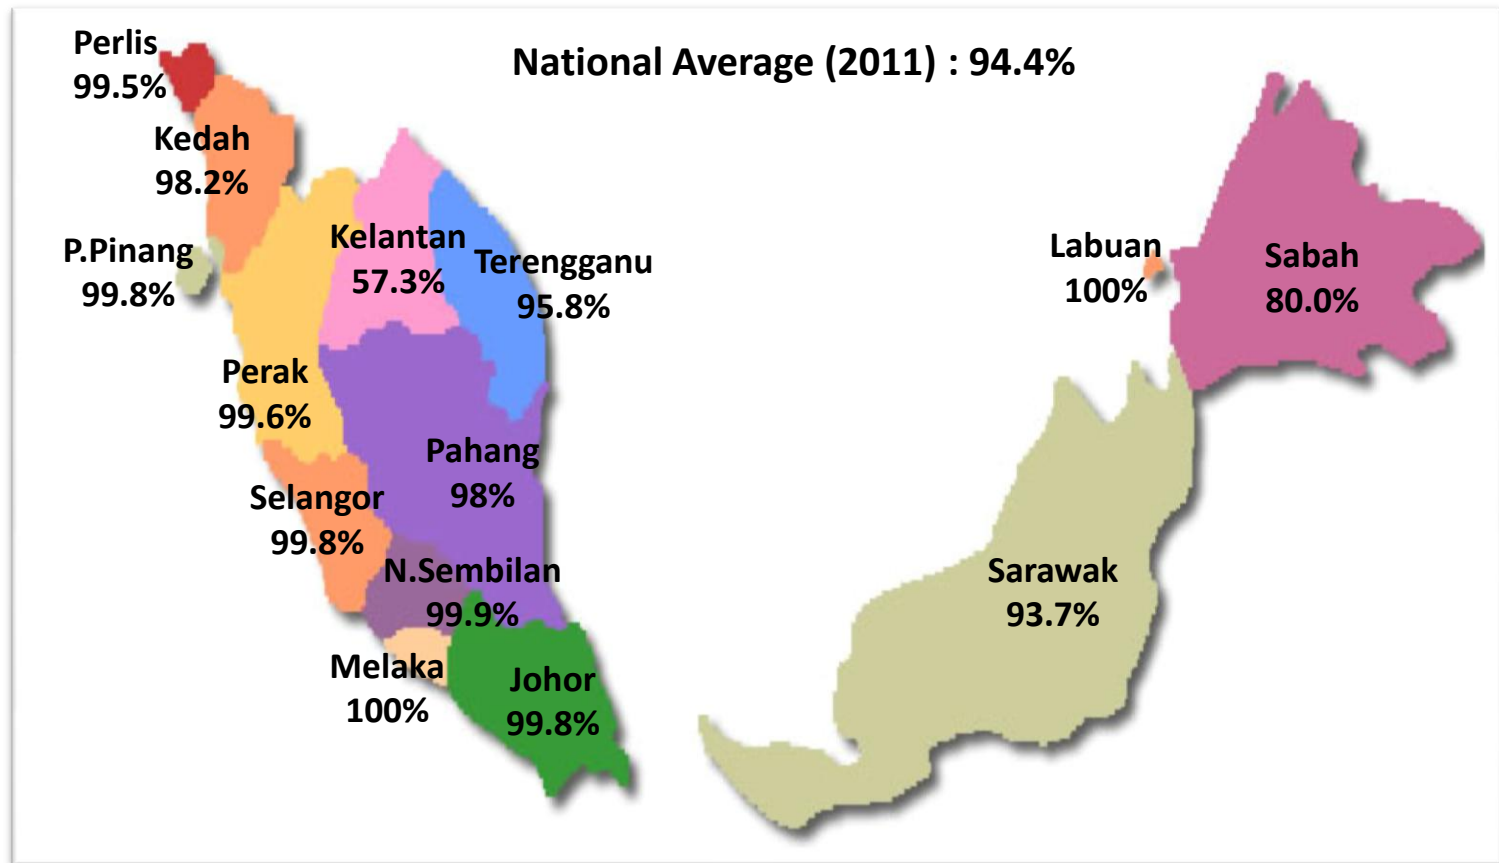 National Average (2011) : 94.4%
Perlis
99.5%
Kedah
98.2%
P.Pinang
99.8%
Kelantan
57.3%
Terengganu
95.8%
Perak
99.6%
Pahang
98%
Selangor
99.8%
N.Sembilan
99.9%
Melaka
100%
Johor
99.8%
Labuan
100%
Sabah
80.0%
Sarawak
93.7%